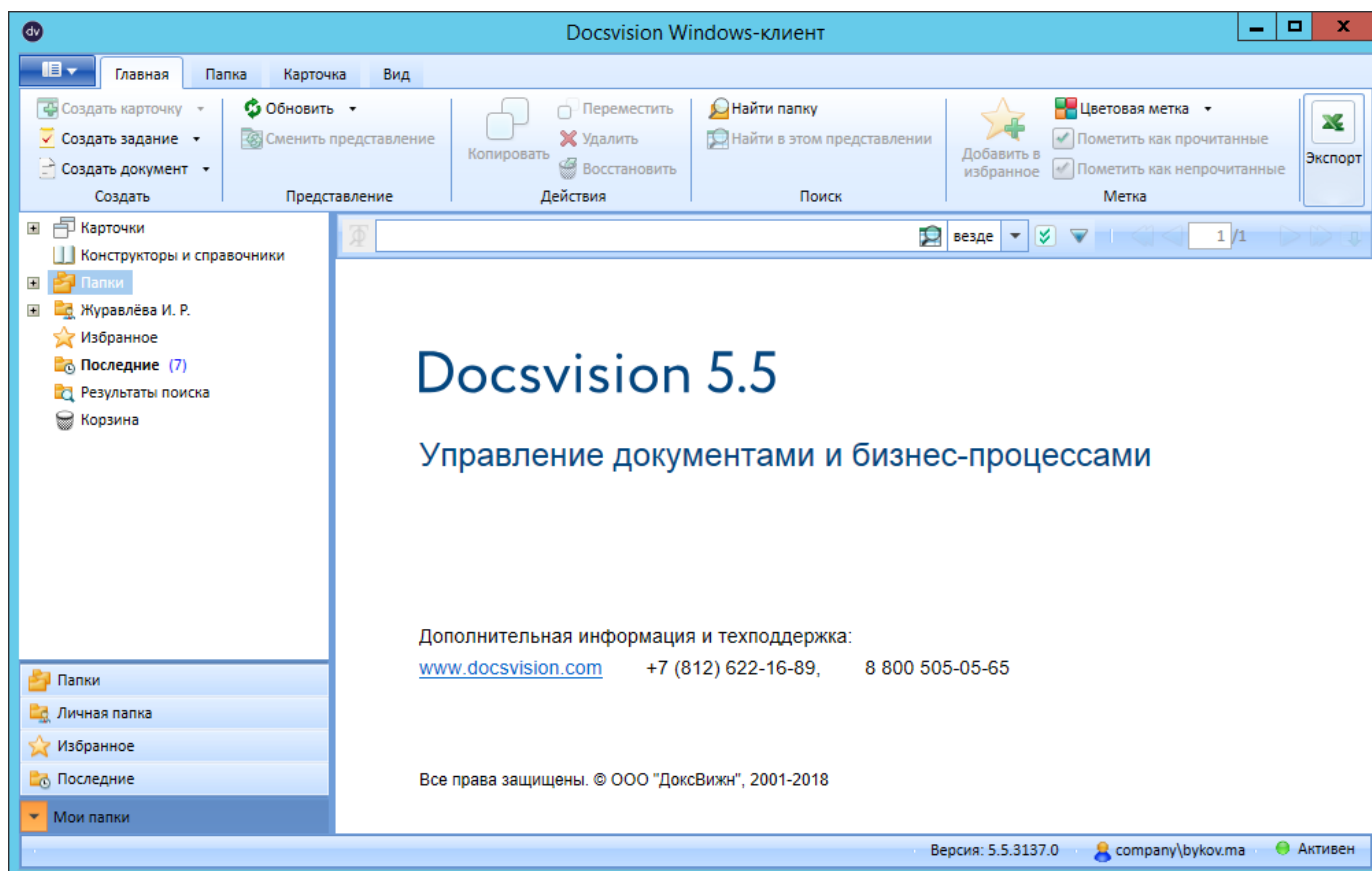 dv
Docsvision Windows-клиент
Главная Папка Карточка Вид
Создать карточку
Создать задание
Создать документ
Создать
Обновить
Сменить представление
Представление
Копировать
Переместить
Удалить
Восстановить
Действия
Найти папку
Найти в этом представлении
Поиск
Добавить в
избранное
Цветовая метка
Пометить как прочитанные
Пометить как непрочитанные
Метка
Экспорт
Карточки
Конструкторы и справочники
Папки
Журавлёва И. Р.
Избранное
Последние (7)
Результаты поиска
Корзина
Папки
Личная папка
Избранное
Последние
Мои папки
везде 1 /1
Docsvision 5.5
Управление документами и бизнес-процессами
Дополнительная информация и техподдержка:
www.docsvision.com +7 (812) 622-16-89, 8 800 505-05-65
Все права защищены. © ООО "ДоксВижн", 2001-2018
Версия: 5.5.3137.0 company\bykov.ma Активен